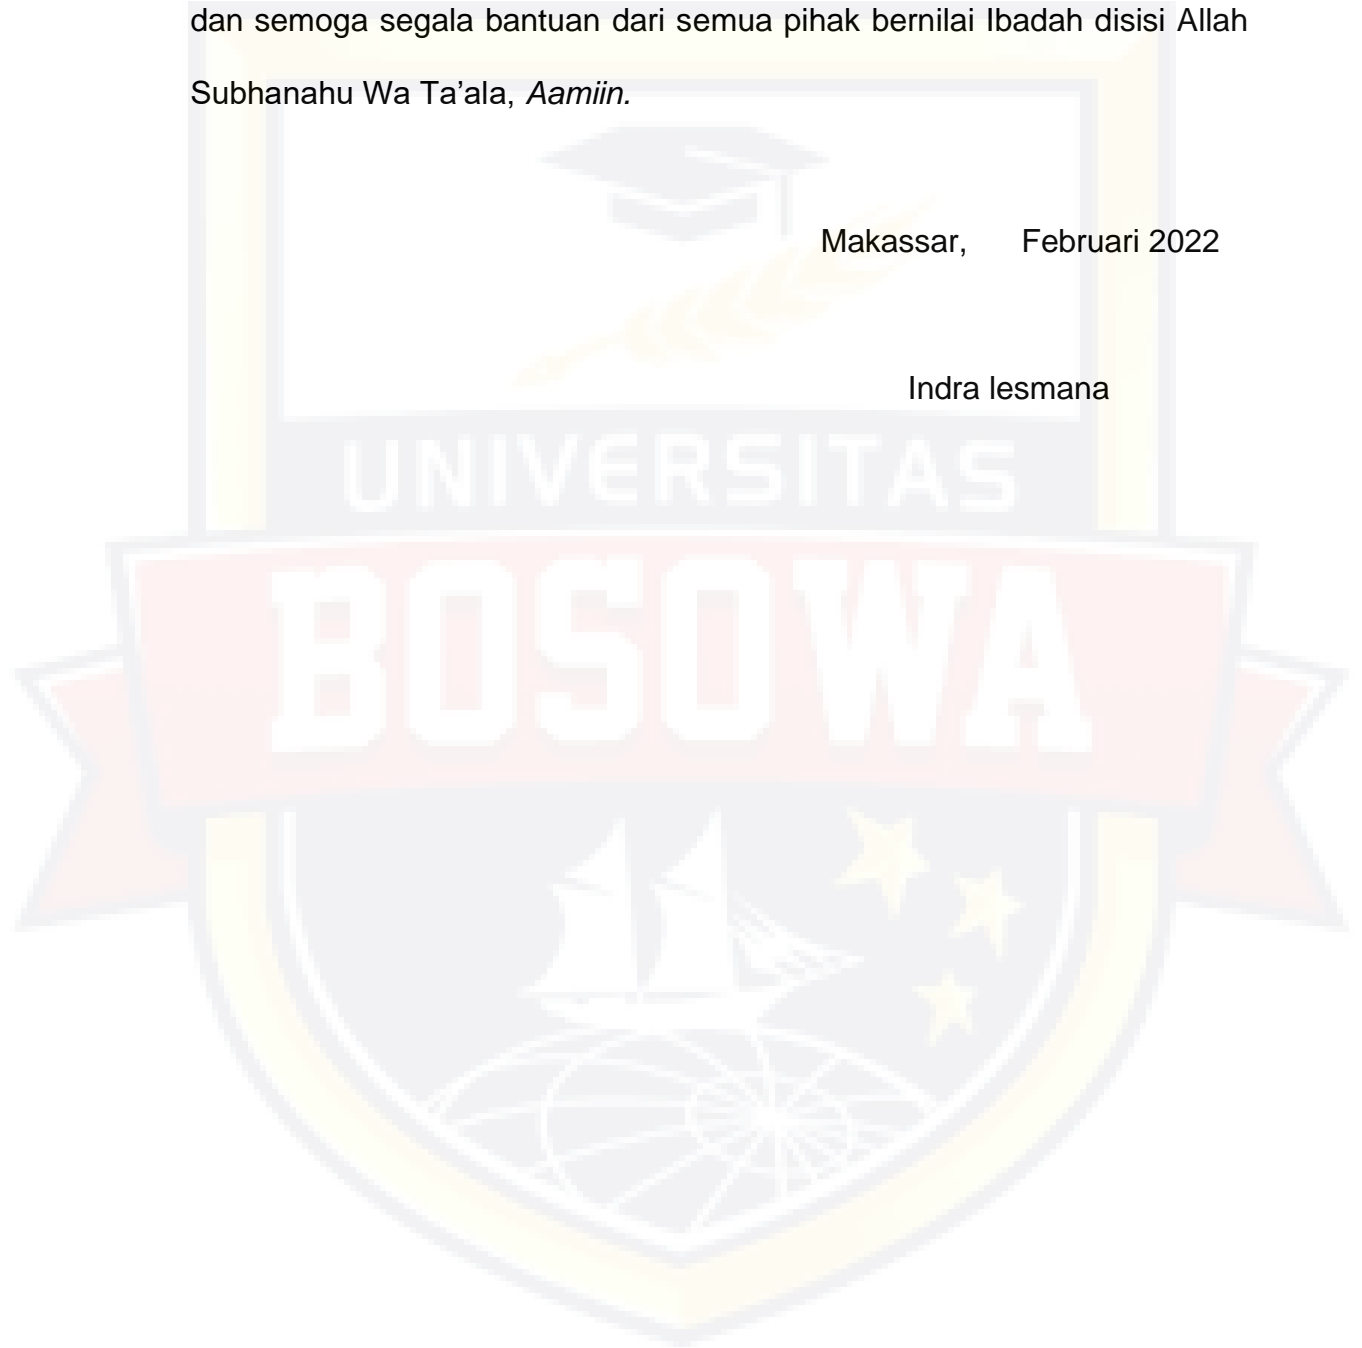 dan semoga segala bantuan dari semua pihak bernilai Ibadah disisi Allah
Subhanahu Wa Ta’ala, Aamiin.
Makassar, Februari 2022
Indra lesmana
UNIVERSITAS
BOSOWA